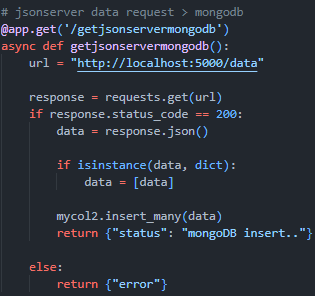 # jsonserver data request > mongodb
@app.get('/getjsonservermongodb')
async def getjsonservermongodb():
    url = "http://localhost:5000/data"

    response = requests.get(url)
    if response.status_code == 200:
        data = response.json()

        if isinstance(data, dict):
            data = [data]

        mycol2.insert_many(data)
        return {"status": "mongoDB insert.."}

    else:
        return {"error"}